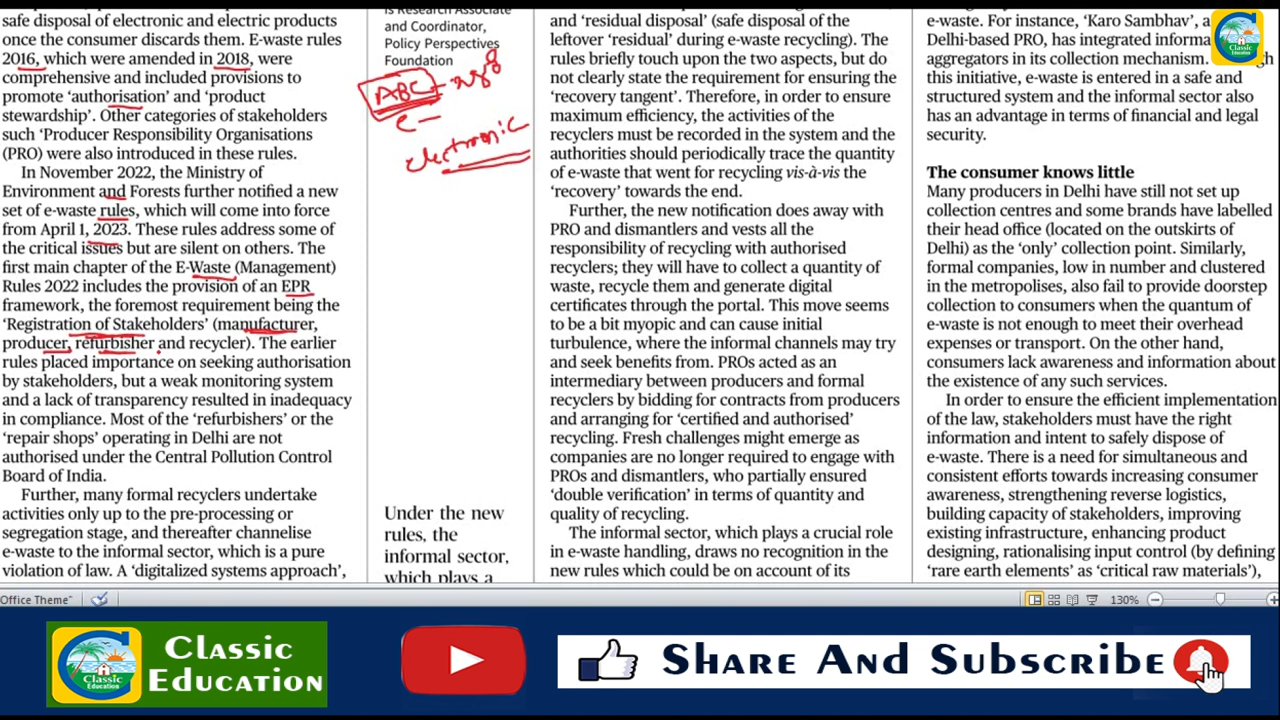 safe disposal of electronic and electric products
once the consumer discards them. E-waste rules
2016, which were amended in 2018, were
comprehensive and included provisions to
promote ‘authorisation’ and ‘product
stewardship’. Other categories of stakeholders
such ‘Producer Responsibility Organisations
(PRO) were also introduced in these rules.
In November 2022, the Ministry of
Environment and Forests further notified a new
set of e-waste rules, which will come into force
from April 1, 2023. These rules address some of
the critical issues but are silent on others. The
first main chapter of the E-Waste (Management)
Rules 2022 includes the provision of an EPR
framework, the foremost requirement being the
‘Registration of Stakeholders’ (manufacturer,
producer, refurbisher and recycler). The earlier
rules placed importance on seeking authorisation
by stakeholders, but a weak monitoring system
and a lack of transparency resulted in inadequacy
in compliance. Most of the ‘refurbishers’ or the
‘repair shops’ operating in Delhi are not
authorised under the Central Pollution Control
Board of India.
Further, many formal recyclers undertake
activities only up to the pre-processing or
segregation stage, and thereafter channelise
e-waste to the informal sector, which is a pure
violation of law. A ‘digitalized systems approach’,
is Research Associate
and Coordinator,
Policy Perspectives
Foundation
ABC
e-
electronic
Under the new
rules, the
informal sector,
which plays a
and ‘residual disposal’ (safe disposal of the
leftover ‘residual’ during e-waste recycling). The
rules briefly touch upon the two aspects, but do
not clearly state the requirement for ensuring the
‘recovery tangent’. Therefore, in order to ensure
maximum efficiency, the activities of the
recyclers must be recorded in the system and the
authorities should periodically trace the quantity
of e-waste that went for recycling vis-à-vis the
‘recovery’ towards the end.
Further, the new notification does away with
PRO and dismantlers and vests all the
responsibility of recycling with authorised
recyclers; they will have to collect a quantity of
waste, recycle them and generate digital
certificates through the portal. This move seems
to be a bit myopic and can cause initial
turbulence, where the informal channels may try
and seek benefits from. PROs acted as an
intermediary between producers and formal
recyclers by bidding for contracts from producers
and arranging for ‘certified and authorised’
recycling. Fresh challenges might emerge as
companies are no longer required to engage with
PROs and dismantlers, who partially ensured
‘double verification’ in terms of quantity and
quality of recycling.
The informal sector, which plays a crucial role
in e-waste handling, draws no recognition in the
new rules which could be on account of its
e-waste. For instance, ‘Karo Sambhav’, a
Delhi-based PRO, has integrated
aggregators in its collection mechanism.
this initiative, e-waste is entered in a safe and
structured system and the informal sector also
has an advantage in terms of financial and legal
security.
The consumer knows little
Many producers in Delhi have still not set up
collection centres and some brands have labelled
their head office (located on the outskirts of
Delhi) as the ‘only’ collection point. Similarly,
formal companies, low in number and clustered
in the metropolises, also fail to provide doorstep
collection to consumers when the quantum of
e-waste is not enough to meet their overhead
expenses or transport. On the other hand,
consumers lack awareness and information about
the existence of any such services.
In order to ensure the efficient implementation
of the law, stakeholders must have the right
information and intent to safely dispose of
e-waste. There is a need for simultaneous and
consistent efforts towards increasing consumer
awareness, strengthening reverse logistics,
building capacity of stakeholders, improving
existing infrastructure, enhancing product
designing, rationalising input control (by defining
‘rare earth elements’ as ‘critical raw materials’),
Classic
Education
Office Theme"
130%
Classic
Education
Classic
Education
Share And Subscribe